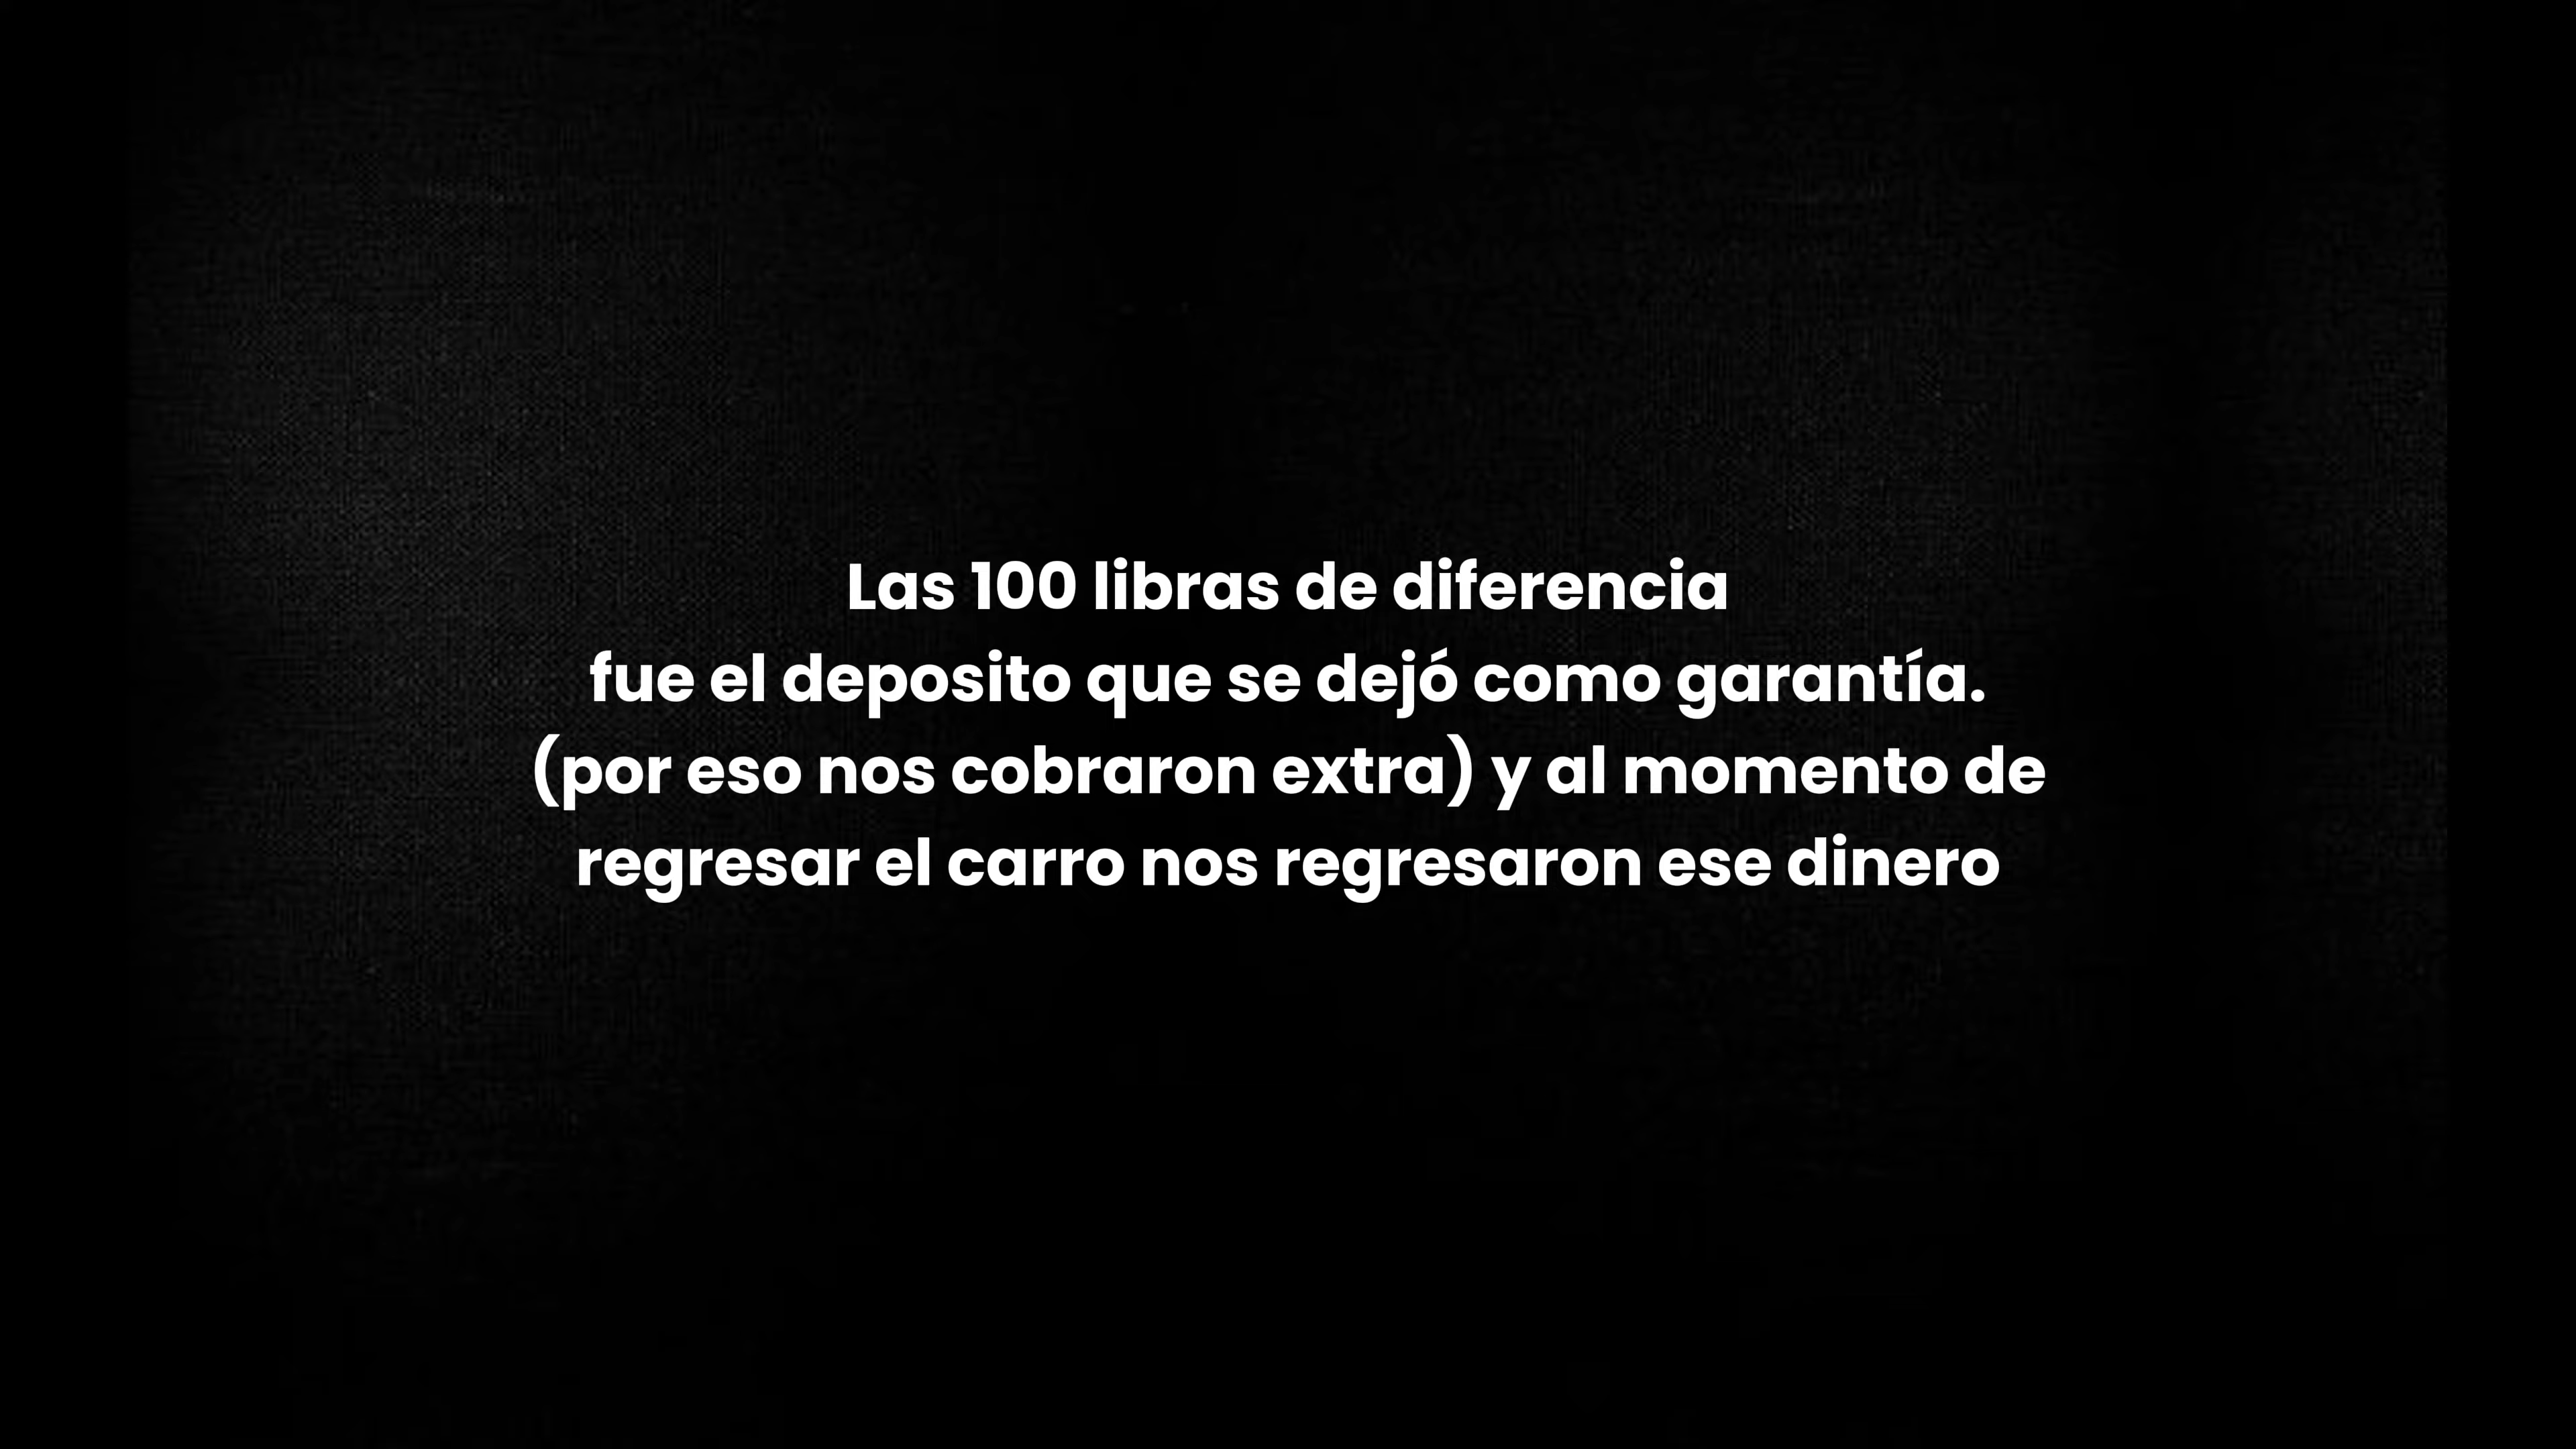 Las 100 libras de diferencia
fue el deposito que se dejó como garantía.
(por eso nos cobraron extra) y al momento de
regresar el carro nos regresaron ese dinero